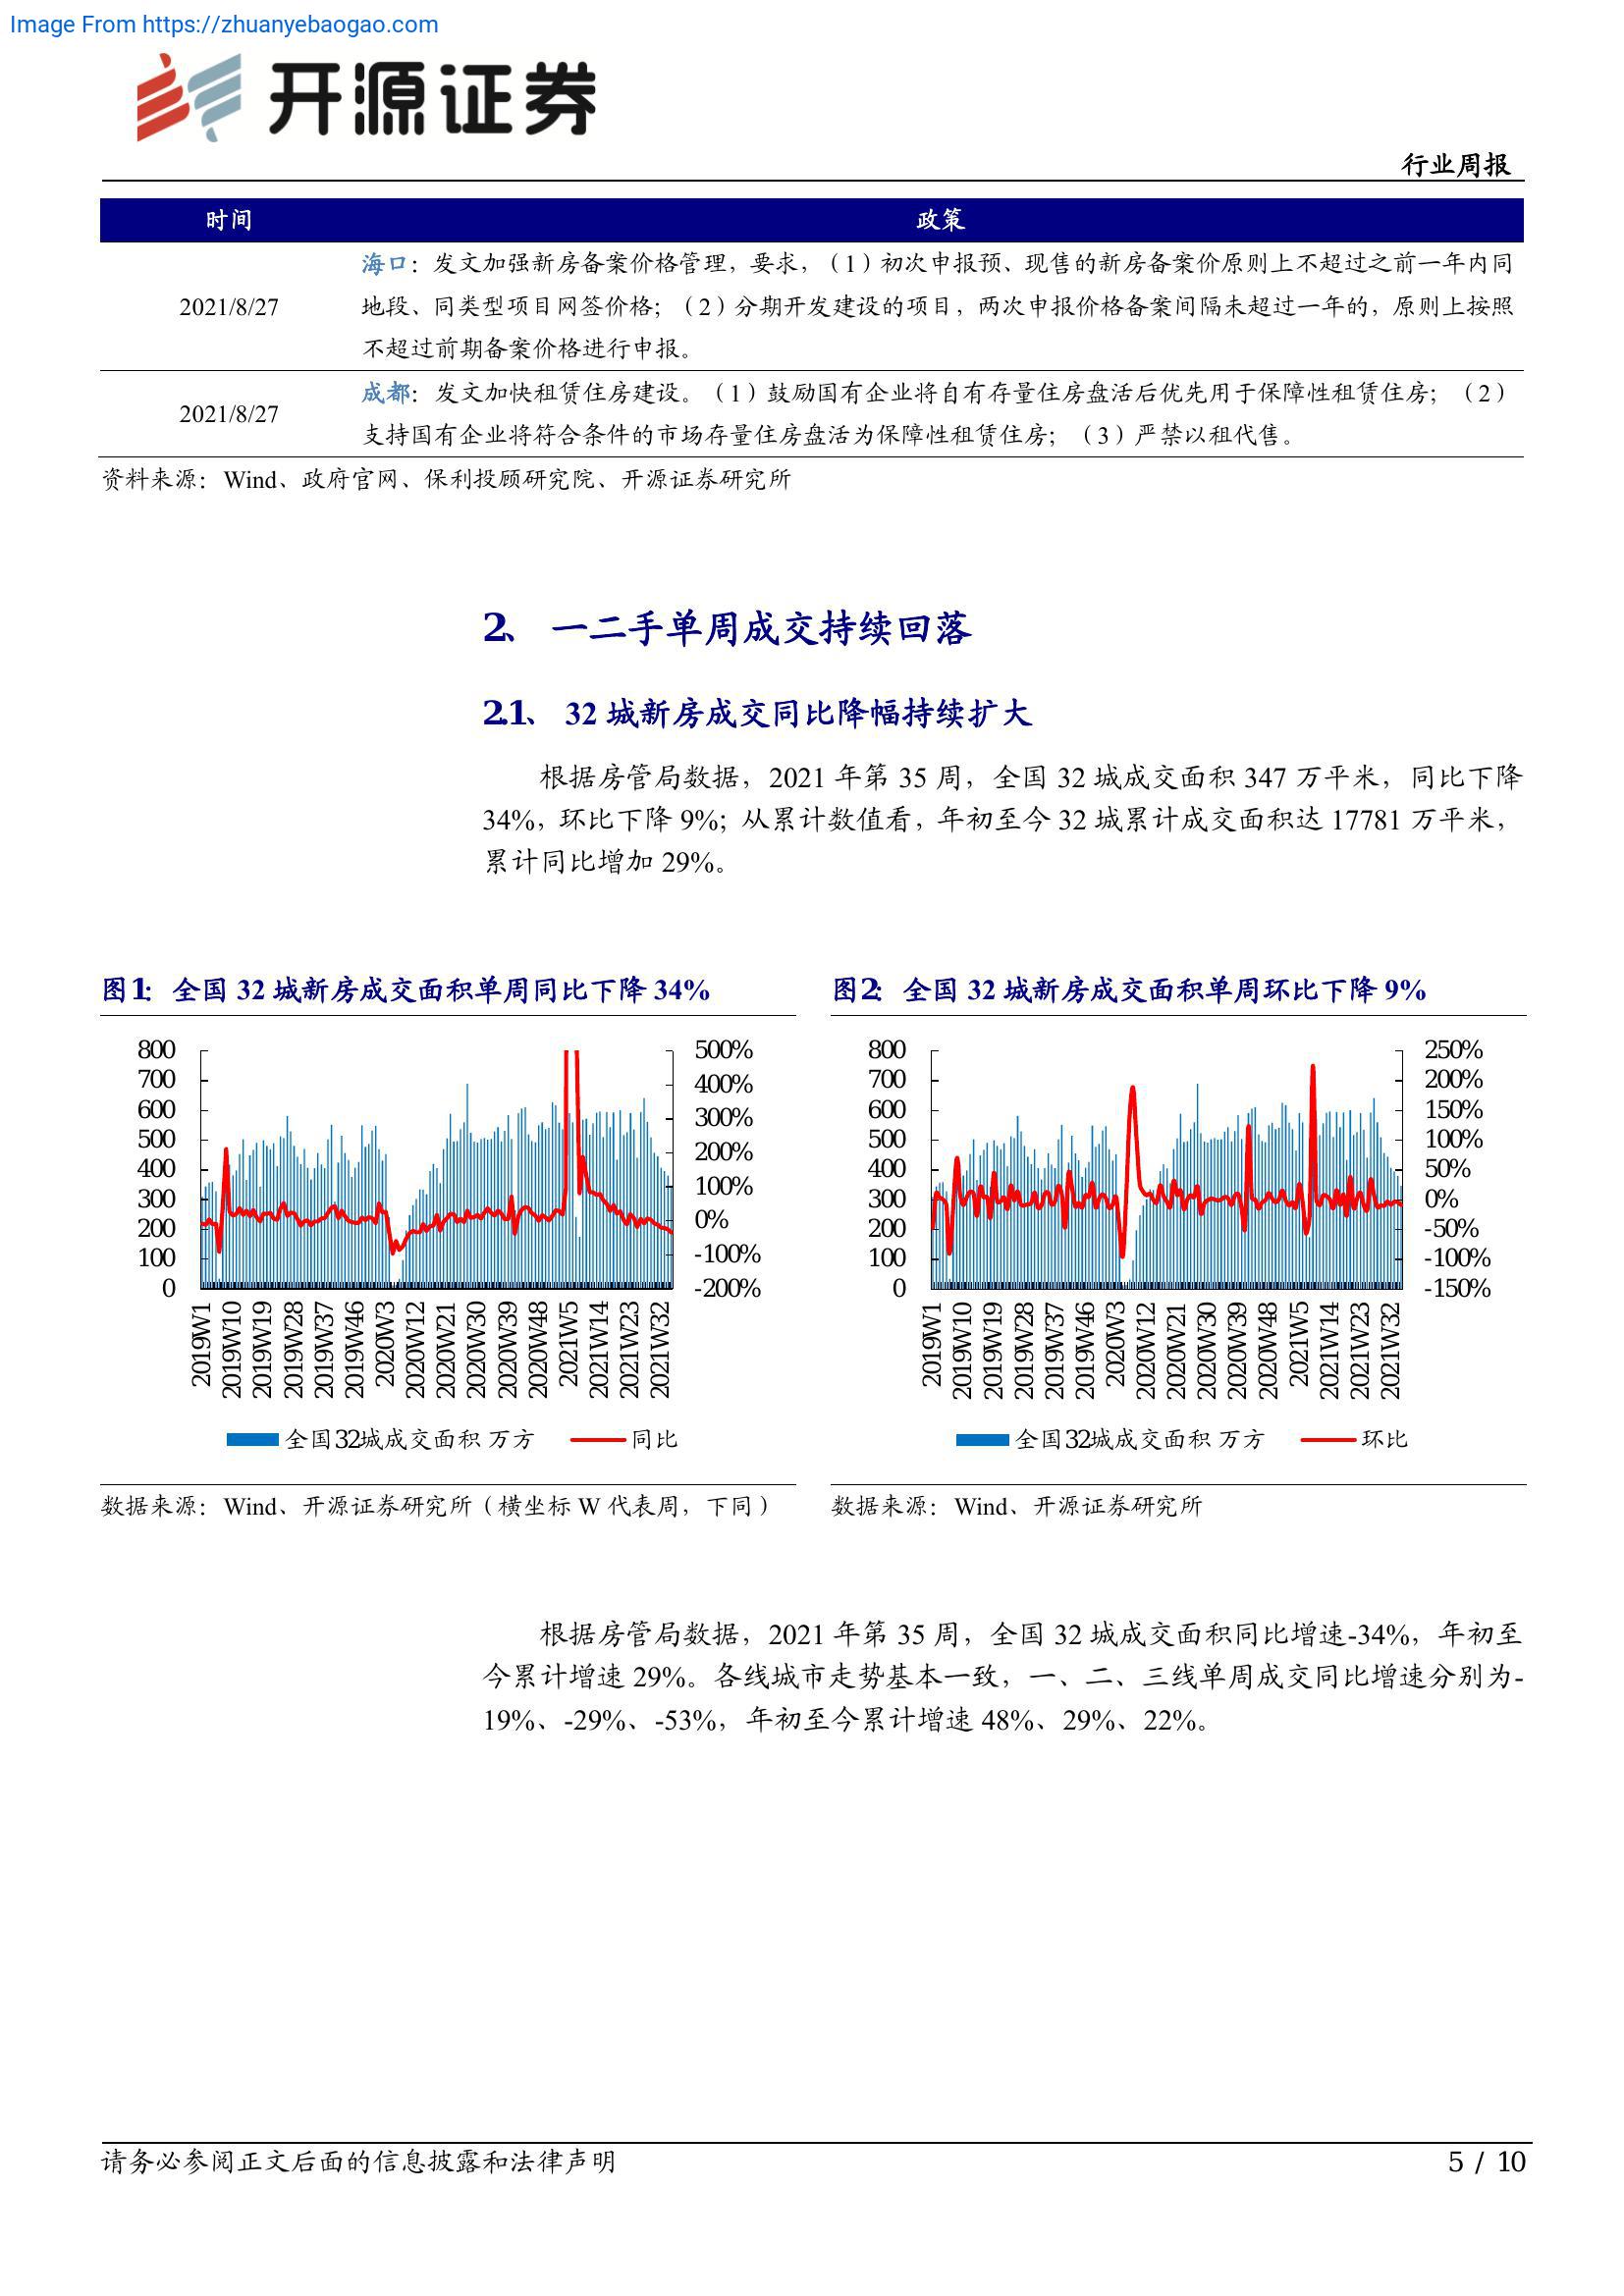 Image From https://zhuanyebaogao.com
开源证券
行业周报
时间 政策
海口：发文加强新房备案价格管理，要求，（1）初次申报预、现售的新房备案价原则上不超过之前一年内同
2021/8/27 地段、同类型项目网签价格；（2）分期开发建设的项目，两次申报价格备案间隔未超过一年的，原则上按照
不超过前期备案价格进行申报。
成都：发文加快租赁住房建设。（1）鼓励国有企业将自有存量住房盘活后优先用于保障性租赁住房；（2）
2021/8/27
支持国有企业将符合条件的市场存量住房盘活为保障性租赁住房；（3）严禁以租代售。
资料来源：Wind、政府官网、保利投顾研究院、开源证券研究所
2、 一二手单周成交持续回落
2.1、 32 城新房成交同比降幅持续扩大
根据房管局数据，2021 年第 35 周，全国 32 城成交面积 347 万平米，同比下降
34%，环比下降 9%；从累计数值看，年初至今 32 城累计成交面积达 17781 万平米，
累计同比增加 29%。
图1：全国 32 城新房成交面积单周同比下降 34%
800
700
600
500
400
300
200
100
0
500%
400%
300%
200%
100%
0%
-100%
-200%
2019W1
2019W10
2019W19
2019W28
2019W37
2019W46
2020W3
2020W12
2020W21
2020W30
2020W39
2020W48
2021W5
2021W14
2021W23
2021W32
全国32城成交面积 万方 同比
数据来源：Wind、开源证券研究所（横坐标 W 代表周，下同）
图2：全国 32 城新房成交面积单周环比下降 9%
800
700
600
500
400
300
200
100
0
250%
200%
150%
100%
50%
0%
-50%
-100%
-150%
2019W1
2019W10
2019W19
2019W28
2019W37
2019W46
2020W3
2020W12
2020W21
2020W30
2020W39
2020W48
2021W5
2021W14
2021W23
2021W32
全国32城成交面积 万方 环比
数据来源：Wind、开源证券研究所
根据房管局数据，2021 年第 35 周，全国 32 城成交面积同比增速-34%，年初至
今累计增速 29%。各线城市走势基本一致，一、二、三线单周成交同比增速分别为-
19%、-29%、-53%，年初至今累计增速 48%、29%、22%。
请务必参阅正文后面的信息披露和法律声明 5 / 10